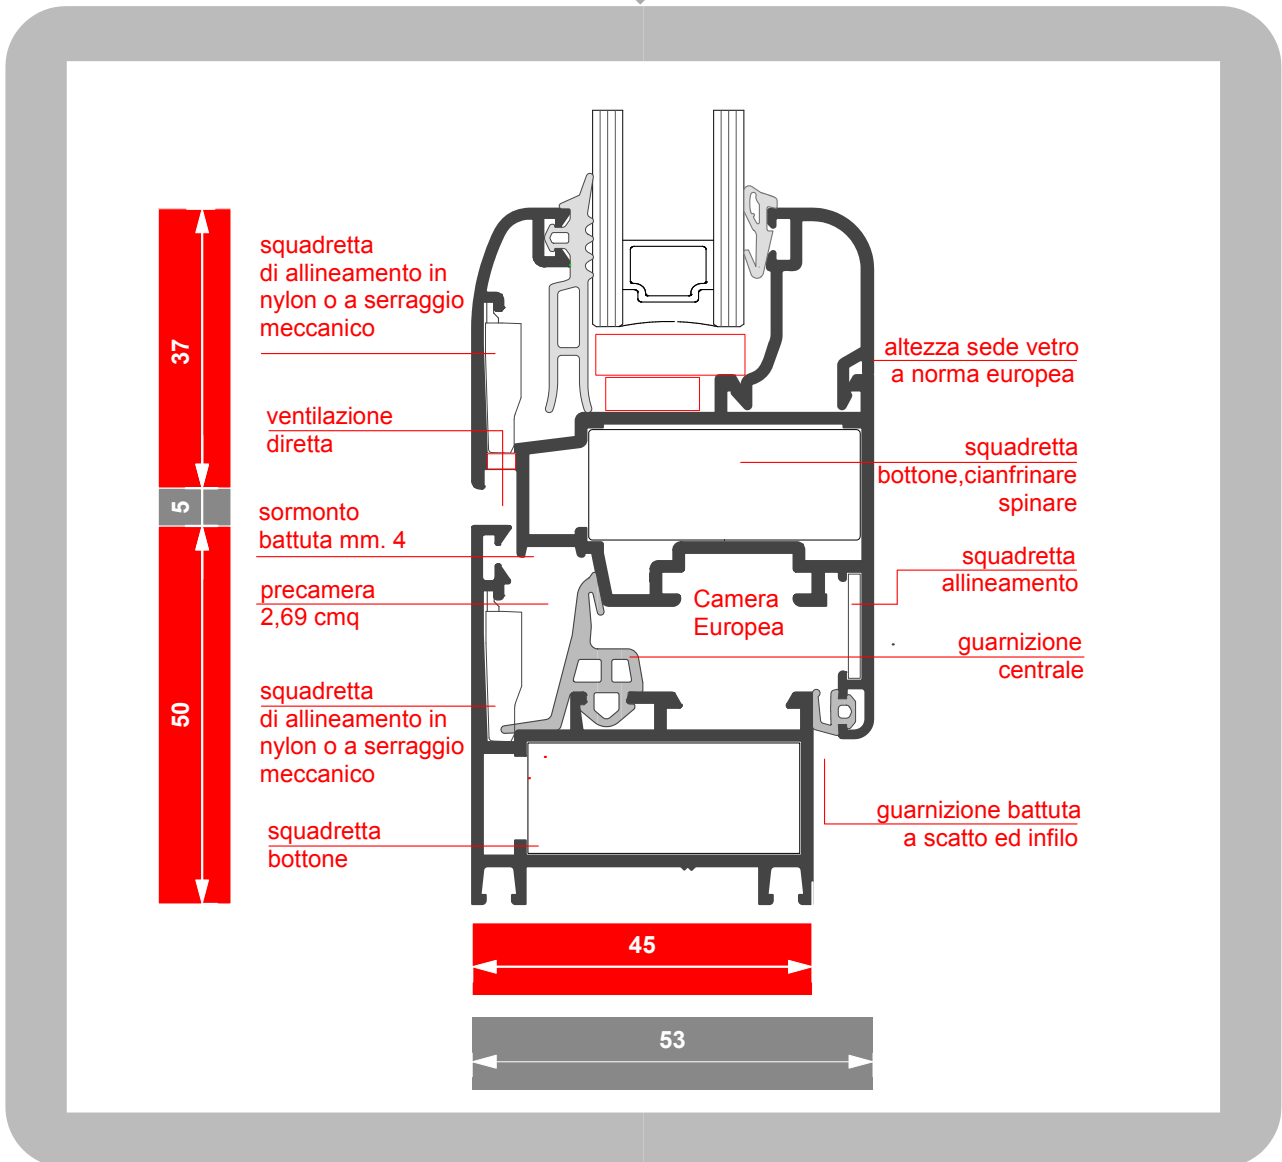 squadretta
di allineamento in
nylon o a serraggio
meccanico
37
altezza sede vetro
a norma europea
ventilazione
diretta
squadretta
bottone,cianfrinare
spinare
5
sormonto
battuta mm. 4
squadretta
allineamento
precamera
2,69 cmq
Camera
Europea
guarnizione
centrale
50
squadretta
di allineamento in
nylon o a serraggio
meccanico
guarnizione battuta
a scatto ed infilo
squadretta
bottone
45
53